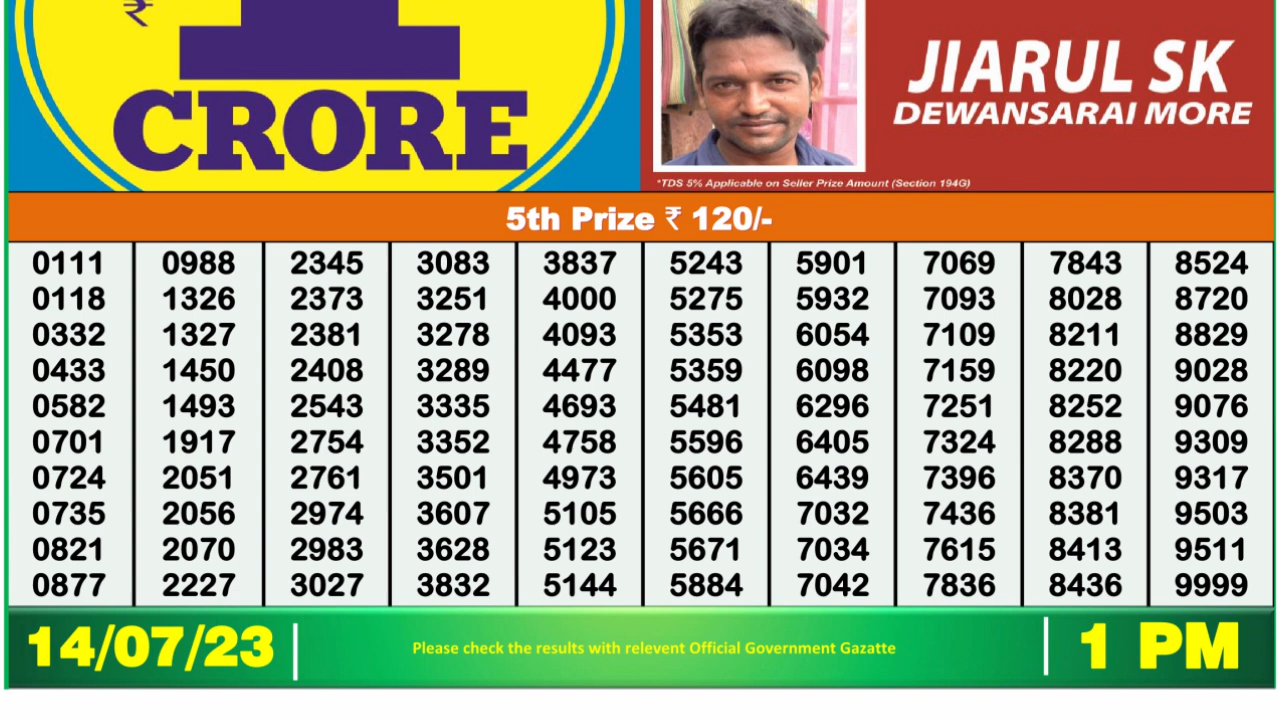 ₹
1
CRORE
JIARUL SK
DEWANSARAI MORE
*TDS 5% Applicable on Seller Prize Amount (Section 194G)
5th Prize ₹ 120/-
0111 0988 2345 3083 3837 5243 5901 7069 7843 8524
0118 1326 2373 3251 4000 5275 5932 7093 8028 8720
0332 1327 2381 3278 4093 5353 6054 7109 8211 8829
0433 1450 2408 3289 4477 5359 6098 7159 8220 9028
0582 1493 2543 3335 4693 5481 6296 7251 8252 9076
0701 1917 2754 3352 4758 5596 6405 7324 8288 9309
0724 2051 2761 3501 4973 5605 6439 7396 8370 9317
0735 2056 2974 3607 5105 5666 7032 7436 8381 9503
0821 2070 2983 3628 5123 5671 7034 7615 8413 9511
0877 2227 3027 3832 5144 5884 7042 7836 8436 9999
14/07/23 Please check the results with relevent Official Government Gazatte 1 PM